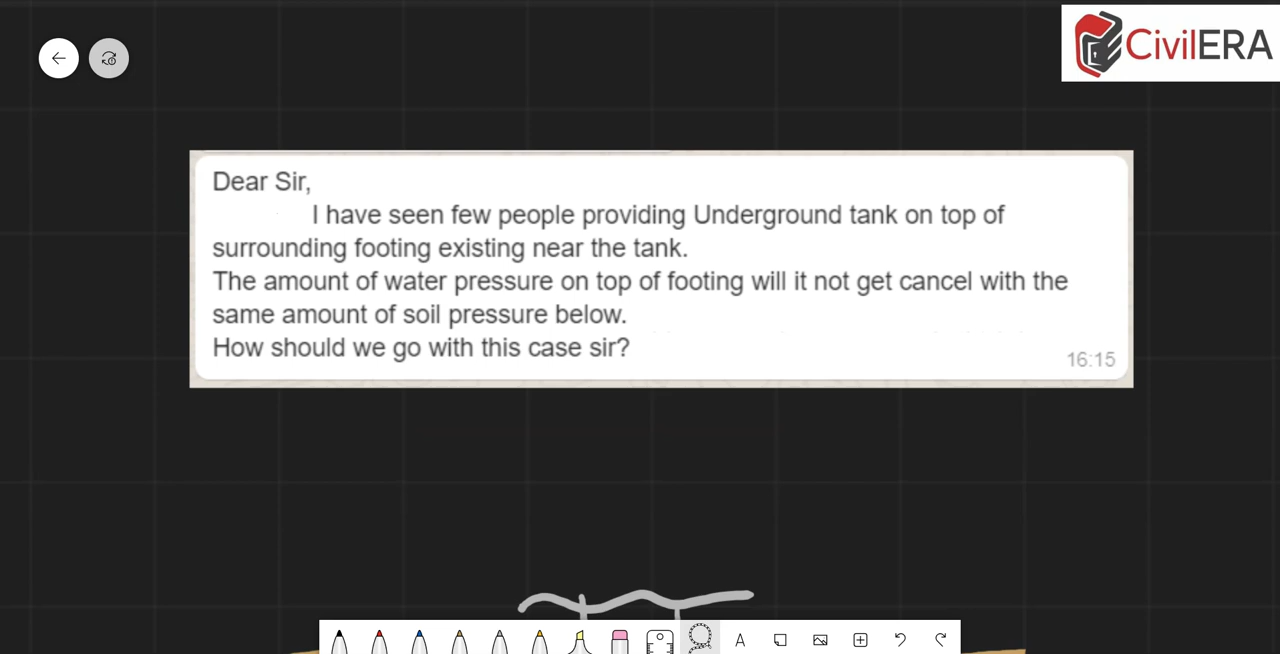 CivilERA
Dear Sir,
I have seen few people providing Underground tank on top of
surrounding footing existing near the tank.
The amount of water pressure on top of footing will it not get cancel with the
same amount of soil pressure below.
How should we go with this case sir?
16:15
A